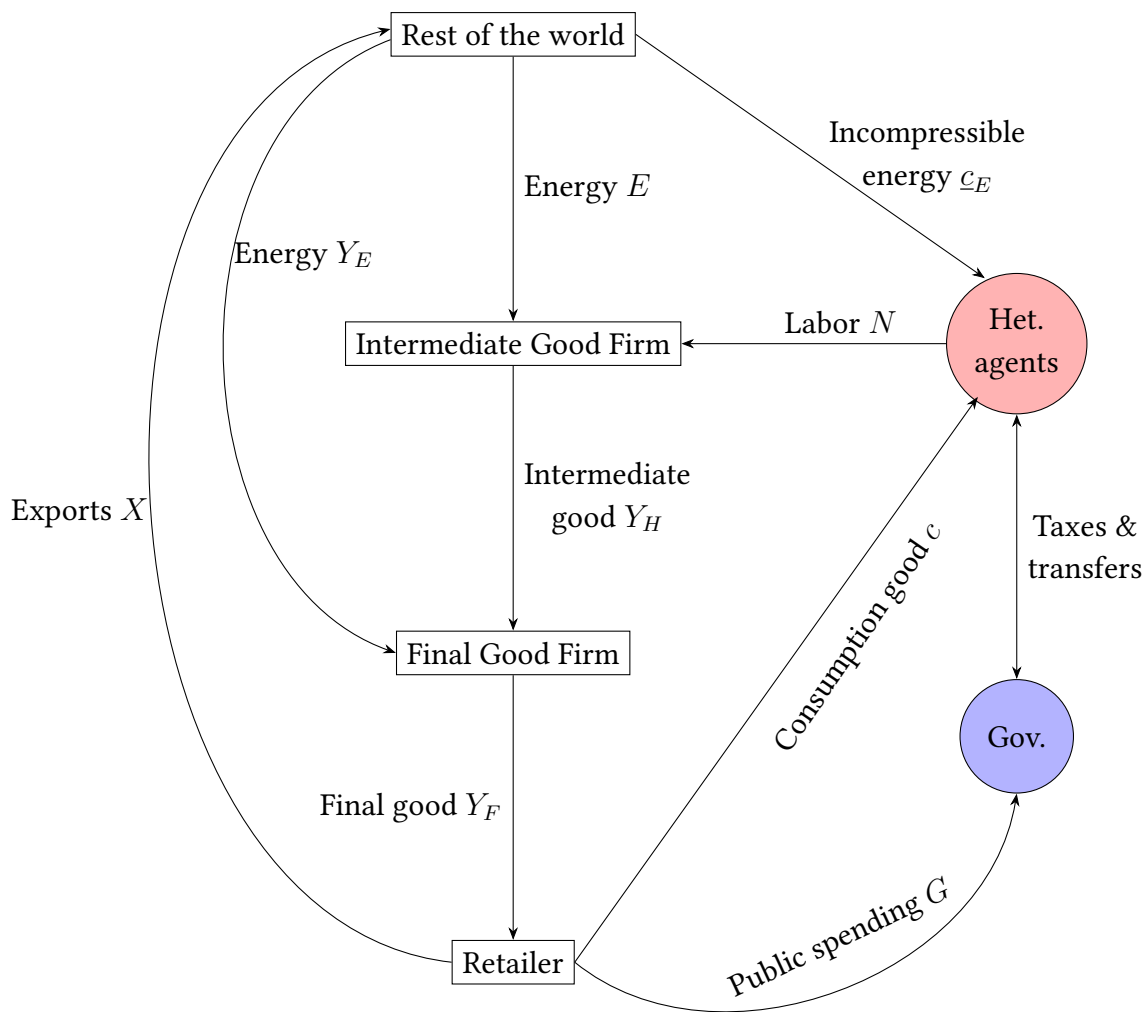 Rest of the world
Incompressible
energy c_E
Energy E
Energy Y_E
Het.
agents
Labor N
Intermediate Good Firm
Intermediate
good Y_H
Exports X
Taxes &
transfers
Consumption good c
Final Good Firm
Gov.
Final good Y_F
Public spending G
Retailer